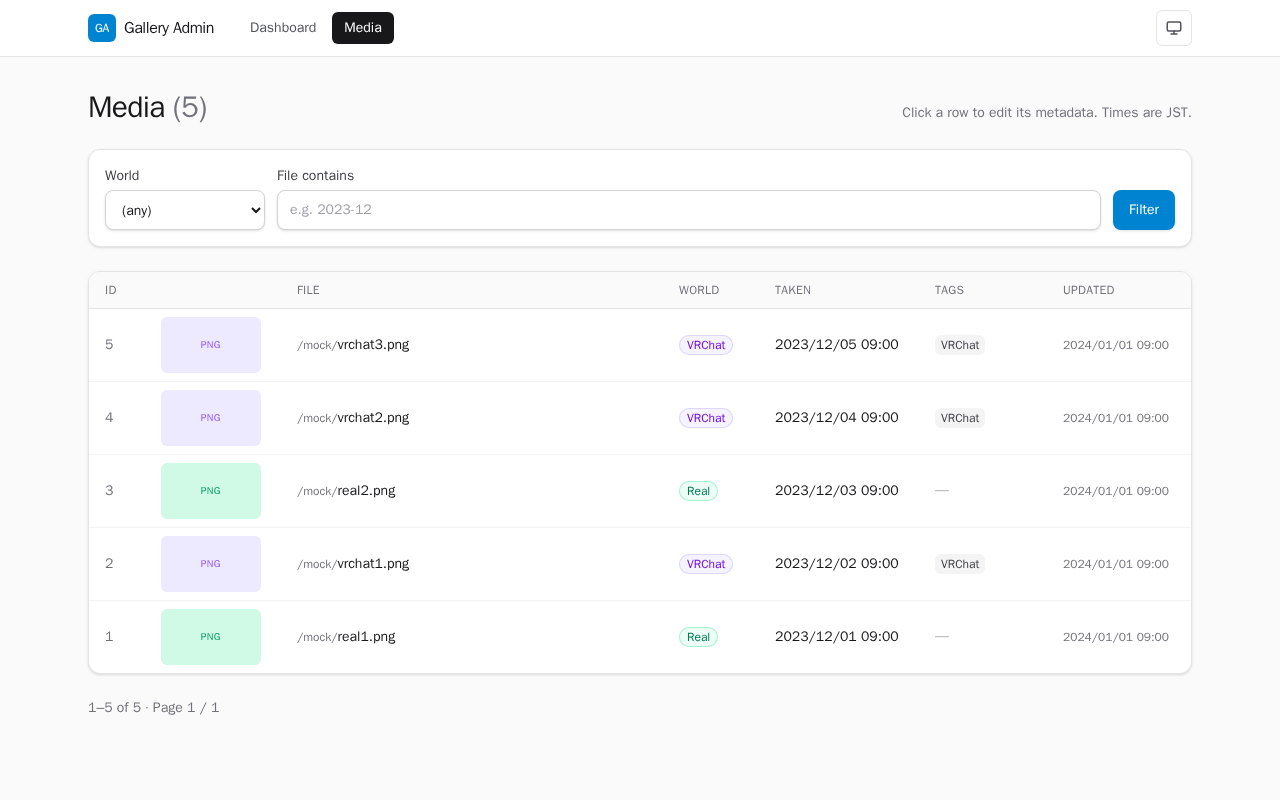 GA Gallery Admin Dashboard Media
Media (5)
Click a row to edit its metadata. Times are JST.
World File contains
(any) e.g. 2023-12 Filter
ID FILE WORLD TAKEN TAGS UPDATED
5 PNG /mock/vrchat3.png VRChat 2023/12/05 09:00 VRChat 2024/01/01 09:00
4 PNG /mock/vrchat2.png VRChat 2023/12/04 09:00 VRChat 2024/01/01 09:00
3 PNG /mock/real2.png Real 2023/12/03 09:00 — 2024/01/01 09:00
2 PNG /mock/vrchat1.png VRChat 2023/12/02 09:00 VRChat 2024/01/01 09:00
1 PNG /mock/real1.png Real 2023/12/01 09:00 — 2024/01/01 09:00
1–5 of 5 · Page 1 / 1